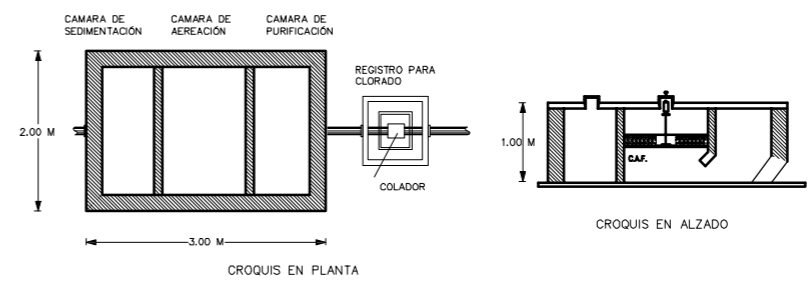 CAMARA DE
SEDIMENTACIÓN
CAMARA DE
AEREACIÓN
CAMARA DE
PURIFICACIÓN
REGISTRO PARA
CLORADO
2.00 M
COLADOR
3.00 M
CROQUIS EN PLANTA
1.00 M
C.A.F.
CROQUIS EN ALZADO